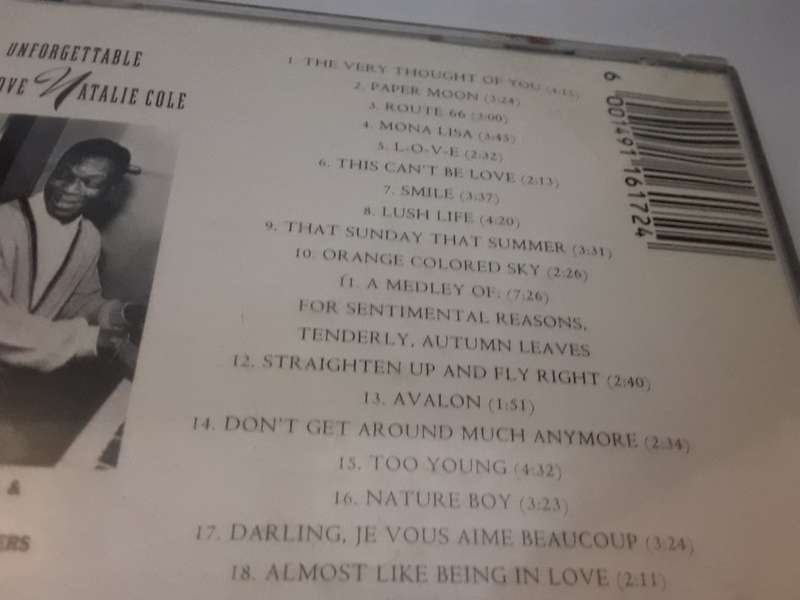 UNFORGETTABLE
OVE NATALIE COLE
1. THE VERY THOUGHT OF YOU
2. PAPER MOON (3:24)
3. ROUTE 66 (3:00)
4. MONA LISA (3:45)
5. L-O-V-E (2:32)
6. THIS CAN'T BE LOVE (2:13)
7. SMILE (3:37)
8. LUSH LIFE (4:20)
9. THAT SUNDAY THAT SUMMER (3:31)
10. ORANGE COLORED SKY (2:26)
11. A MEDLEY OF: (7:26)
FOR SENTIMENTAL REASONS,
TENDERLY, AUTUMN LEAVES
12. STRAIGHTEN UP AND FLY RIGHT (2:40)
13. AVALON (1:51)
14. DON'T GET AROUND MUCH ANYMORE (2:34)
15. TOO YOUNG (4:32)
16. NATURE BOY (3:23)
17. DARLING, JE VOUS AIME BEAUCOUP (3:24)
18. ALMOST LIKE BEING IN LOVE (2:11)
6 001491 161724
&
ERS